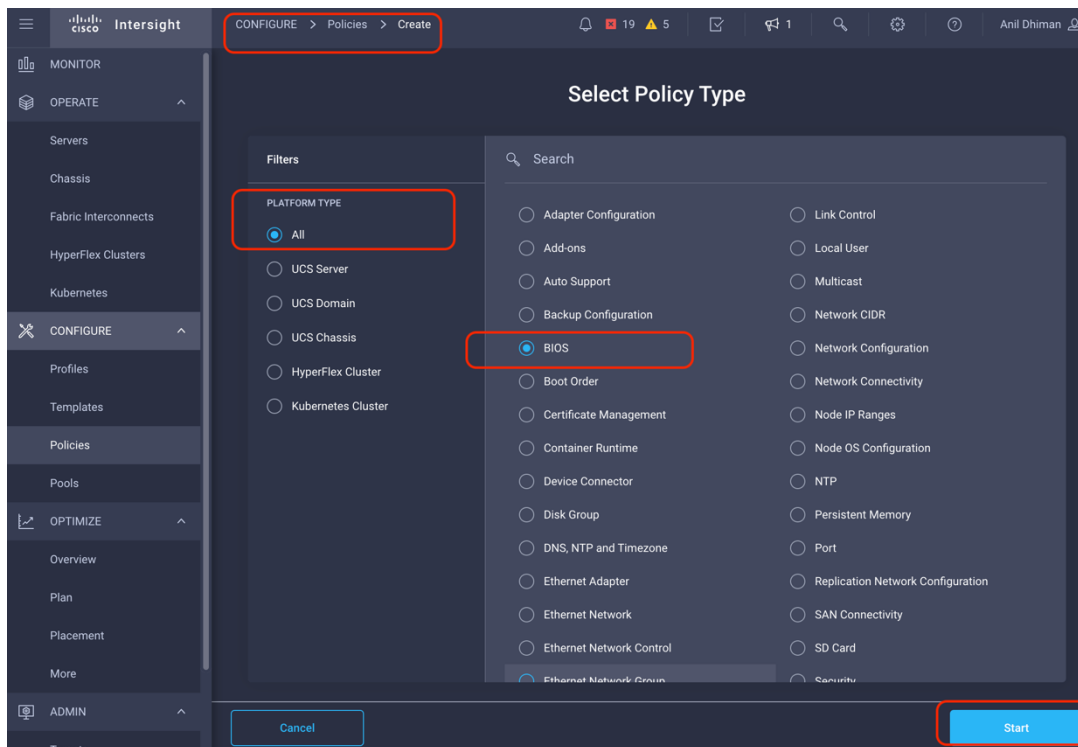 cisco Intersight
CONFIGURE > Policies > Create
19
5
1
Anil Dhiman
MONITOR
OPERATE
Servers
Chassis
Fabric Interconnects
HyperFlex Clusters
Kubernetes
CONFIGURE
Profiles
Templates
Policies
Pools
OPTIMIZE
Overview
Plan
Placement
More
ADMIN
Select Policy Type
Filters
PLATFORM TYPE
All
UCS Server
UCS Domain
UCS Chassis
HyperFlex Cluster
Kubernetes Cluster
Search
Adapter Configuration
Add-ons
Auto Support
Backup Configuration
BIOS
Boot Order
Certificate Management
Container Runtime
Device Connector
Disk Group
DNS, NTP and Timezone
Ethernet Adapter
Ethernet Network
Ethernet Network Control
Ethernet Network Group
Link Control
Local User
Multicast
Network CIDR
Network Configuration
Network Connectivity
Node IP Ranges
Node OS Configuration
NTP
Persistent Memory
Port
Replication Network Configuration
SAN Connectivity
SD Card
Security
Cancel
Start